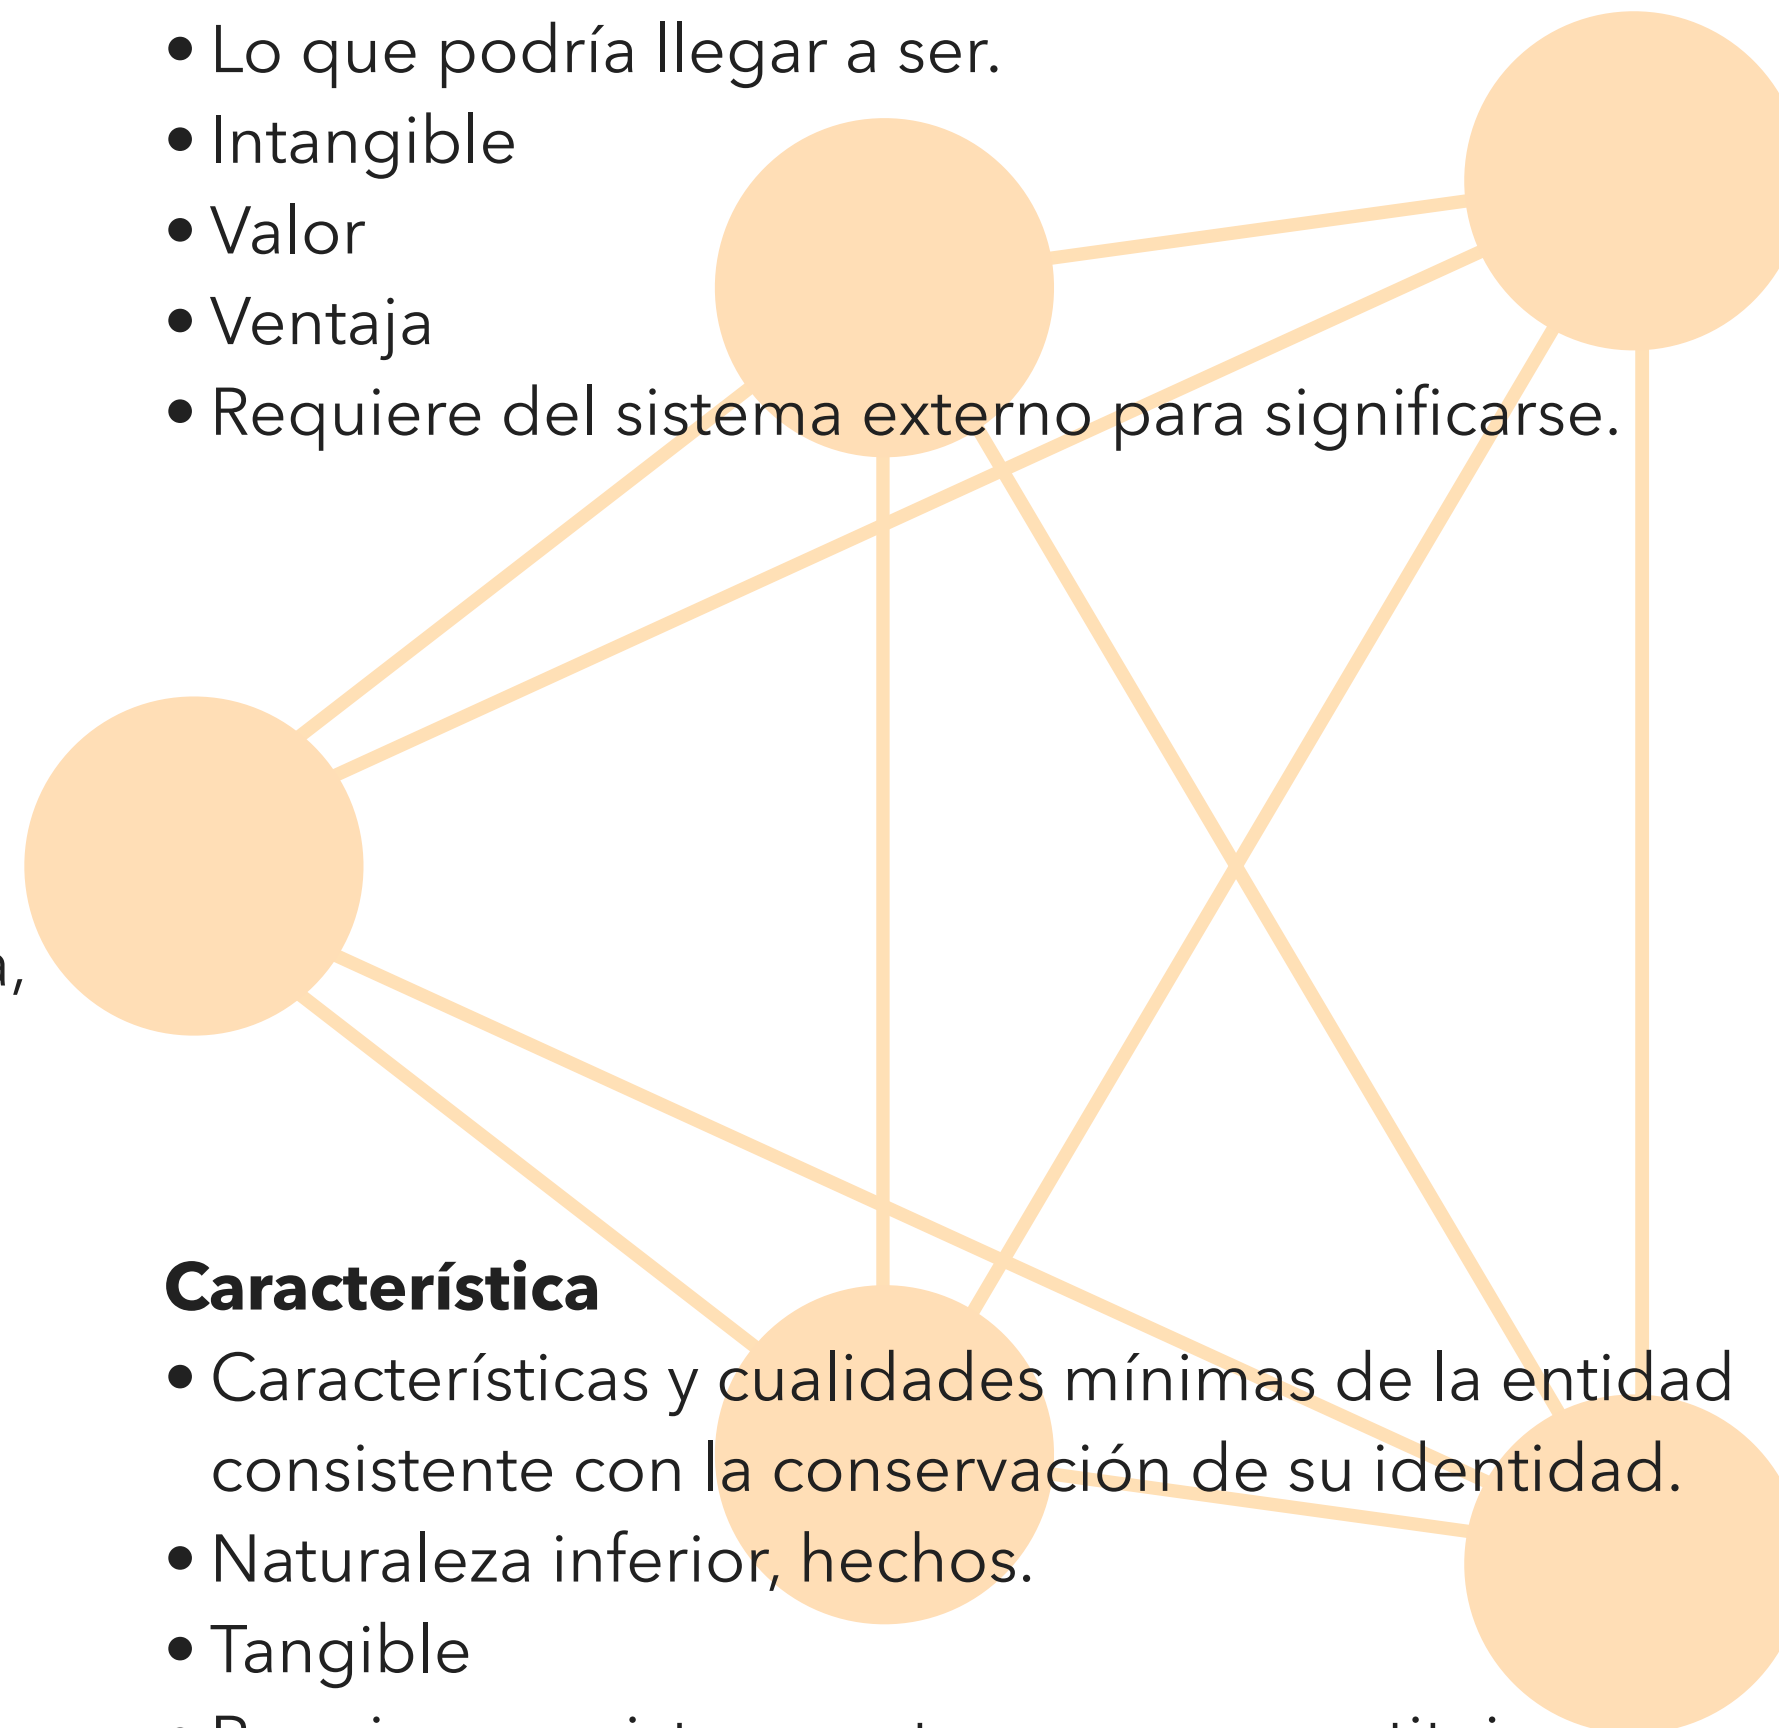 • Lo que podría llegar a ser.
• Intangible
• Valor
• Ventaja
• Requiere del sistema externo para significarse.
a,
Característica
• Características y cualidades mínimas de la entidad
consistente con la conservación de su identidad.
• Naturaleza inferior, hechos.
• Tangible